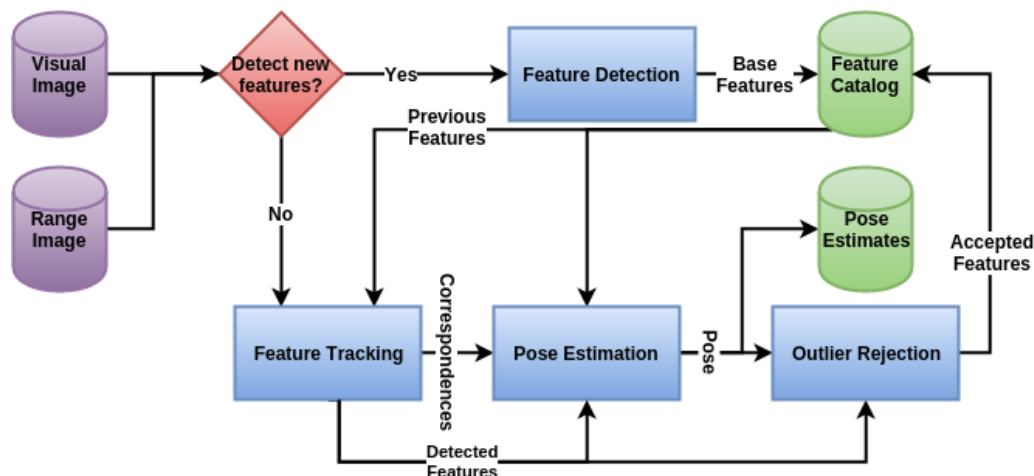 Visual
Image
Detect new
features?
Yes
Feature Detection
Base
Features
Feature
Catalog
Previous
Features
Range
Image
No
Pose
Estimates
Accepted
Features
Feature Tracking
Correspondences
Pose Estimation
Pose
Outlier Rejection
Detected
Features